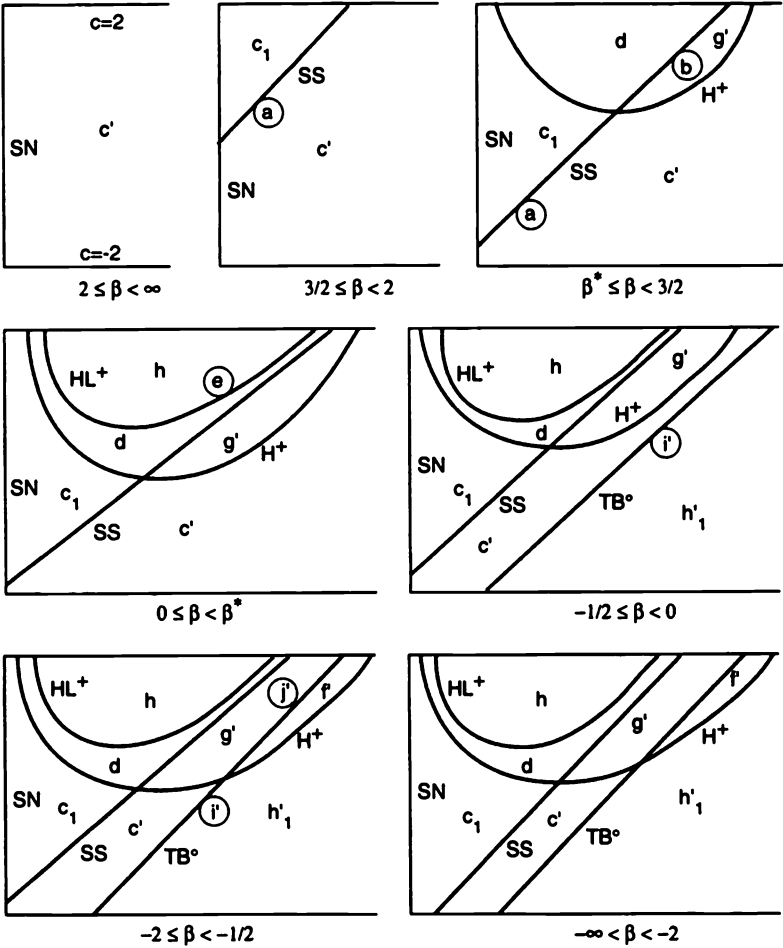 c=2
c'
SN
c=-2
2 ≤ β < ∞
c₁
SS
a
c'
SN
3/2 ≤ β < 2
d
g'
b
H⁺
SN
c₁
SS
c'
a
β* ≤ β < 3/2
HL⁺
h
e
d
g'
H⁺
SN
c₁
SS
c'
0 ≤ β < β*
HL⁺
h
g'
H⁺
d
i'
SN
c₁
SS
TB°
h'₁
c'
-1/2 ≤ β < 0
HL⁺
h
j'
f'
g'
H⁺
d
SN
c₁
c'
i'
h'₁
SS
TB°
-2 ≤ β < -1/2
HL⁺
h
f'
g'
H⁺
d
SN
c₁
c'
h'₁
SS
TB°
-∞ < β < -2